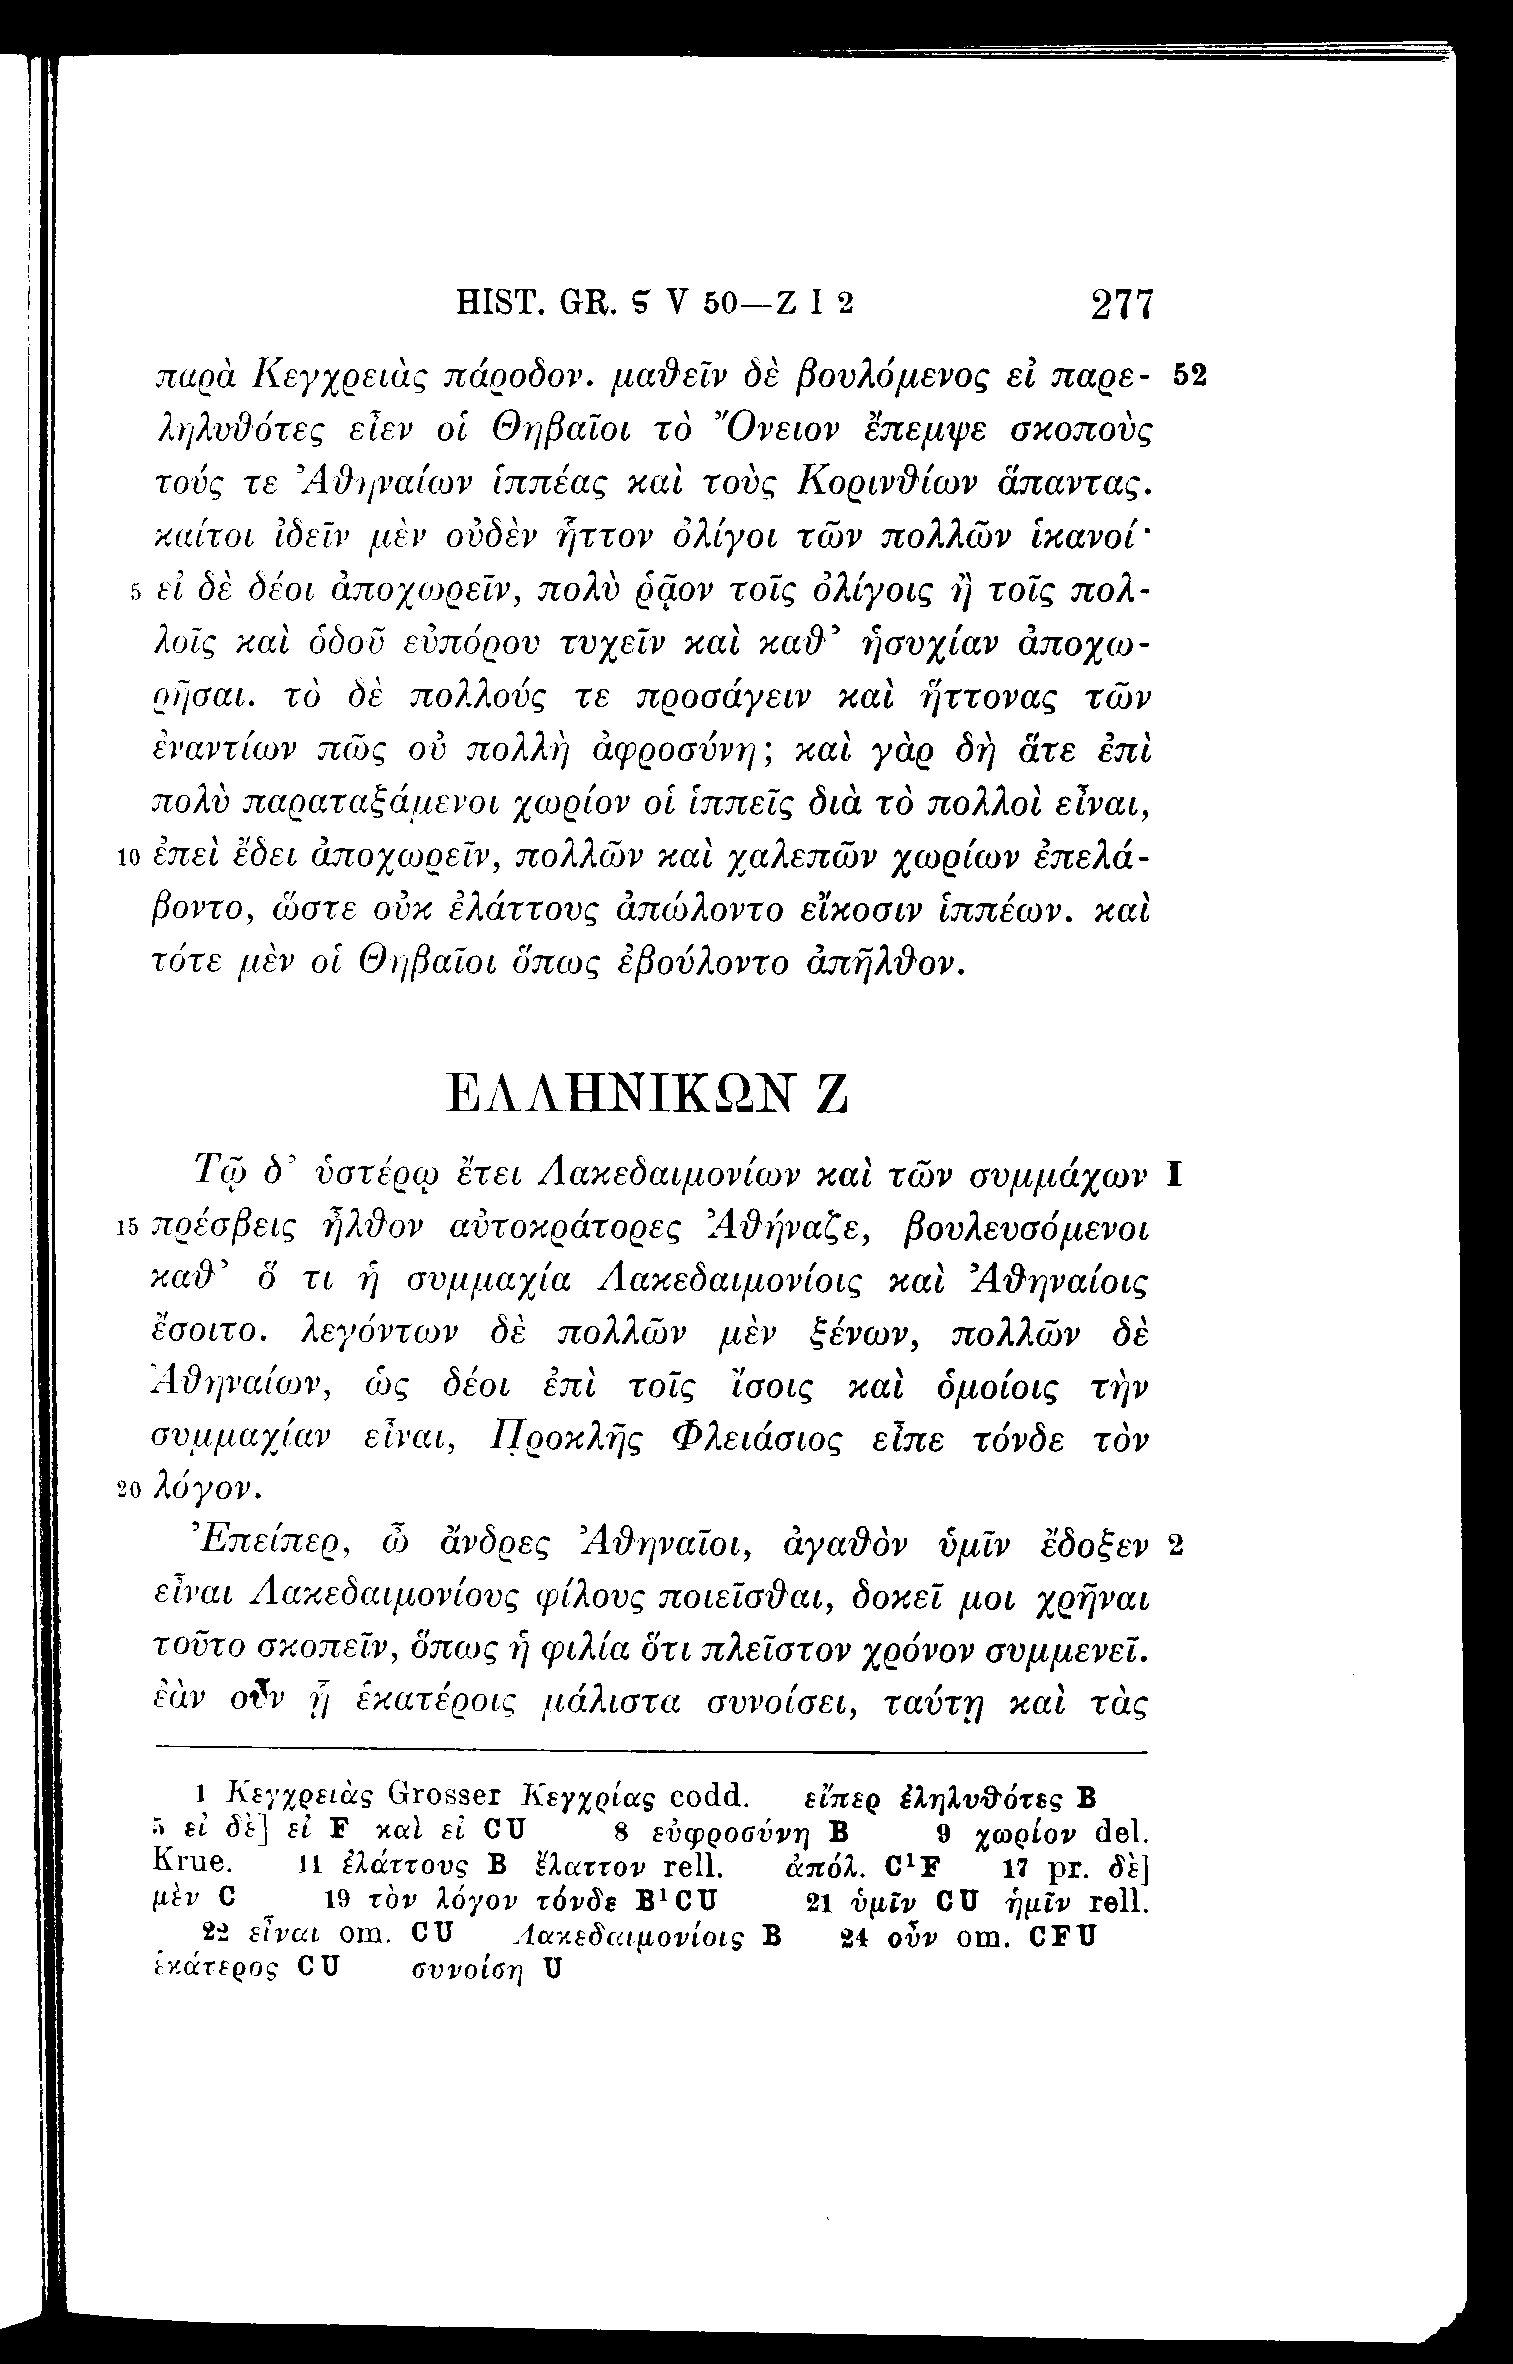 HIST. GR. Ϛ V 50—Z I 2 277
παρὰ Κεγχρειὰς πάροδον. μαθεῖν δὲ βουλόμενος εἰ παρε- 52
ληλυθότες εἶεν οἱ Θηβαῖοι τὸ Ὄνειον ἔπεμψε σκοποὺς
τούς τε Ἀθηναίων ἱππέας καὶ τοὺς Κορινθίων ἅπαντας.
καίτοι ἰδεῖν μὲν οὐδὲν ἧττον ὀλίγοι τῶν πολλῶν ἱκανοί·
5 εἰ δὲ δέοι ἀποχωρεῖν, πολὺ ῥᾷον τοῖς ὀλίγοις ἢ τοῖς πολ-
λοῖς καὶ ὁδοῦ εὐπόρου τυχεῖν καὶ καθ’ ἡσυχίαν ἀποχω-
ρῆσαι. τὸ δὲ πολλούς τε προσάγειν καὶ ἥττονας τῶν
ἐναντίων πῶς οὐ πολλὴ ἀφροσύνη; καὶ γὰρ δὴ ἅτε ἐπὶ
πολὺ παραταξάμενοι χωρίον οἱ ἱππεῖς διὰ τὸ πολλοὶ εἶναι,
10 ἐπεὶ ἔδει ἀποχωρεῖν, πολλῶν καὶ χαλεπῶν χωρίων ἐπελά-
βοντο, ὥστε οὐκ ἐλάττους ἀπώλοντο εἴκοσιν ἱππέων. καὶ
τότε μὲν οἱ Θηβαῖοι ὅπως ἐβούλοντο ἀπῆλθον.
ΕΛΛΗΝΙΚΩΝ Ζ
Τῷ δ’ ὑστέρῳ ἔτει Λακεδαιμονίων καὶ τῶν συμμάχων I
15 πρέσβεις ἦλθον αὐτοκράτορες Ἀθήναζε, βουλευσόμενοι
καθ’ ὅ τι ἡ συμμαχία Λακεδαιμονίοις καὶ Ἀθηναίοις
ἔσοιτο. λεγόντων δὲ πολλῶν μὲν ξένων, πολλῶν δὲ
Ἀθηναίων, ὡς δέοι ἐπὶ τοῖς ἴσοις καὶ ὁμοίοις τὴν
συμμαχίαν εἶναι, Προκλῆς Φλειάσιος εἶπε τόνδε τὸν
20 λόγον.
Ἐπείπερ, ὦ ἄνδρες Ἀθηναῖοι, ἀγαθὸν ὑμῖν ἔδοξεν 2
εἶναι Λακεδαιμονίους φίλους ποιεῖσθαι, δοκεῖ μοι χρῆναι
τοῦτο σκοπεῖν, ὅπως ἡ φιλία ὅτι πλεῖστον χρόνον συμμενεῖ.
ἐὰν οὖν ᾗ ἑκατέροις μάλιστα συνοίσει, ταύτῃ καὶ τὰς
1 Κεγχρειὰς Grosser Κεγχρίας codd. εἴπερ ἐληλυθότες B
5 εἰ δὲ] εἰ F καὶ εἰ CU 8 εὐφροσύνη B 9 χωρίον del.
Krue. 11 ἐλάττους B ἔλαττον rell. ἀπόλ. C¹F 17 pr. δὲ]
μὲν C 19 τὸν λόγον τόνδε B¹CU 21 ὑμῖν CU ἡμῖν rell.
22 εἶναι om. CU Λακεδαιμονίοις B 24 οὖν om. CFU
ἑκάτερος CU συνοίση U